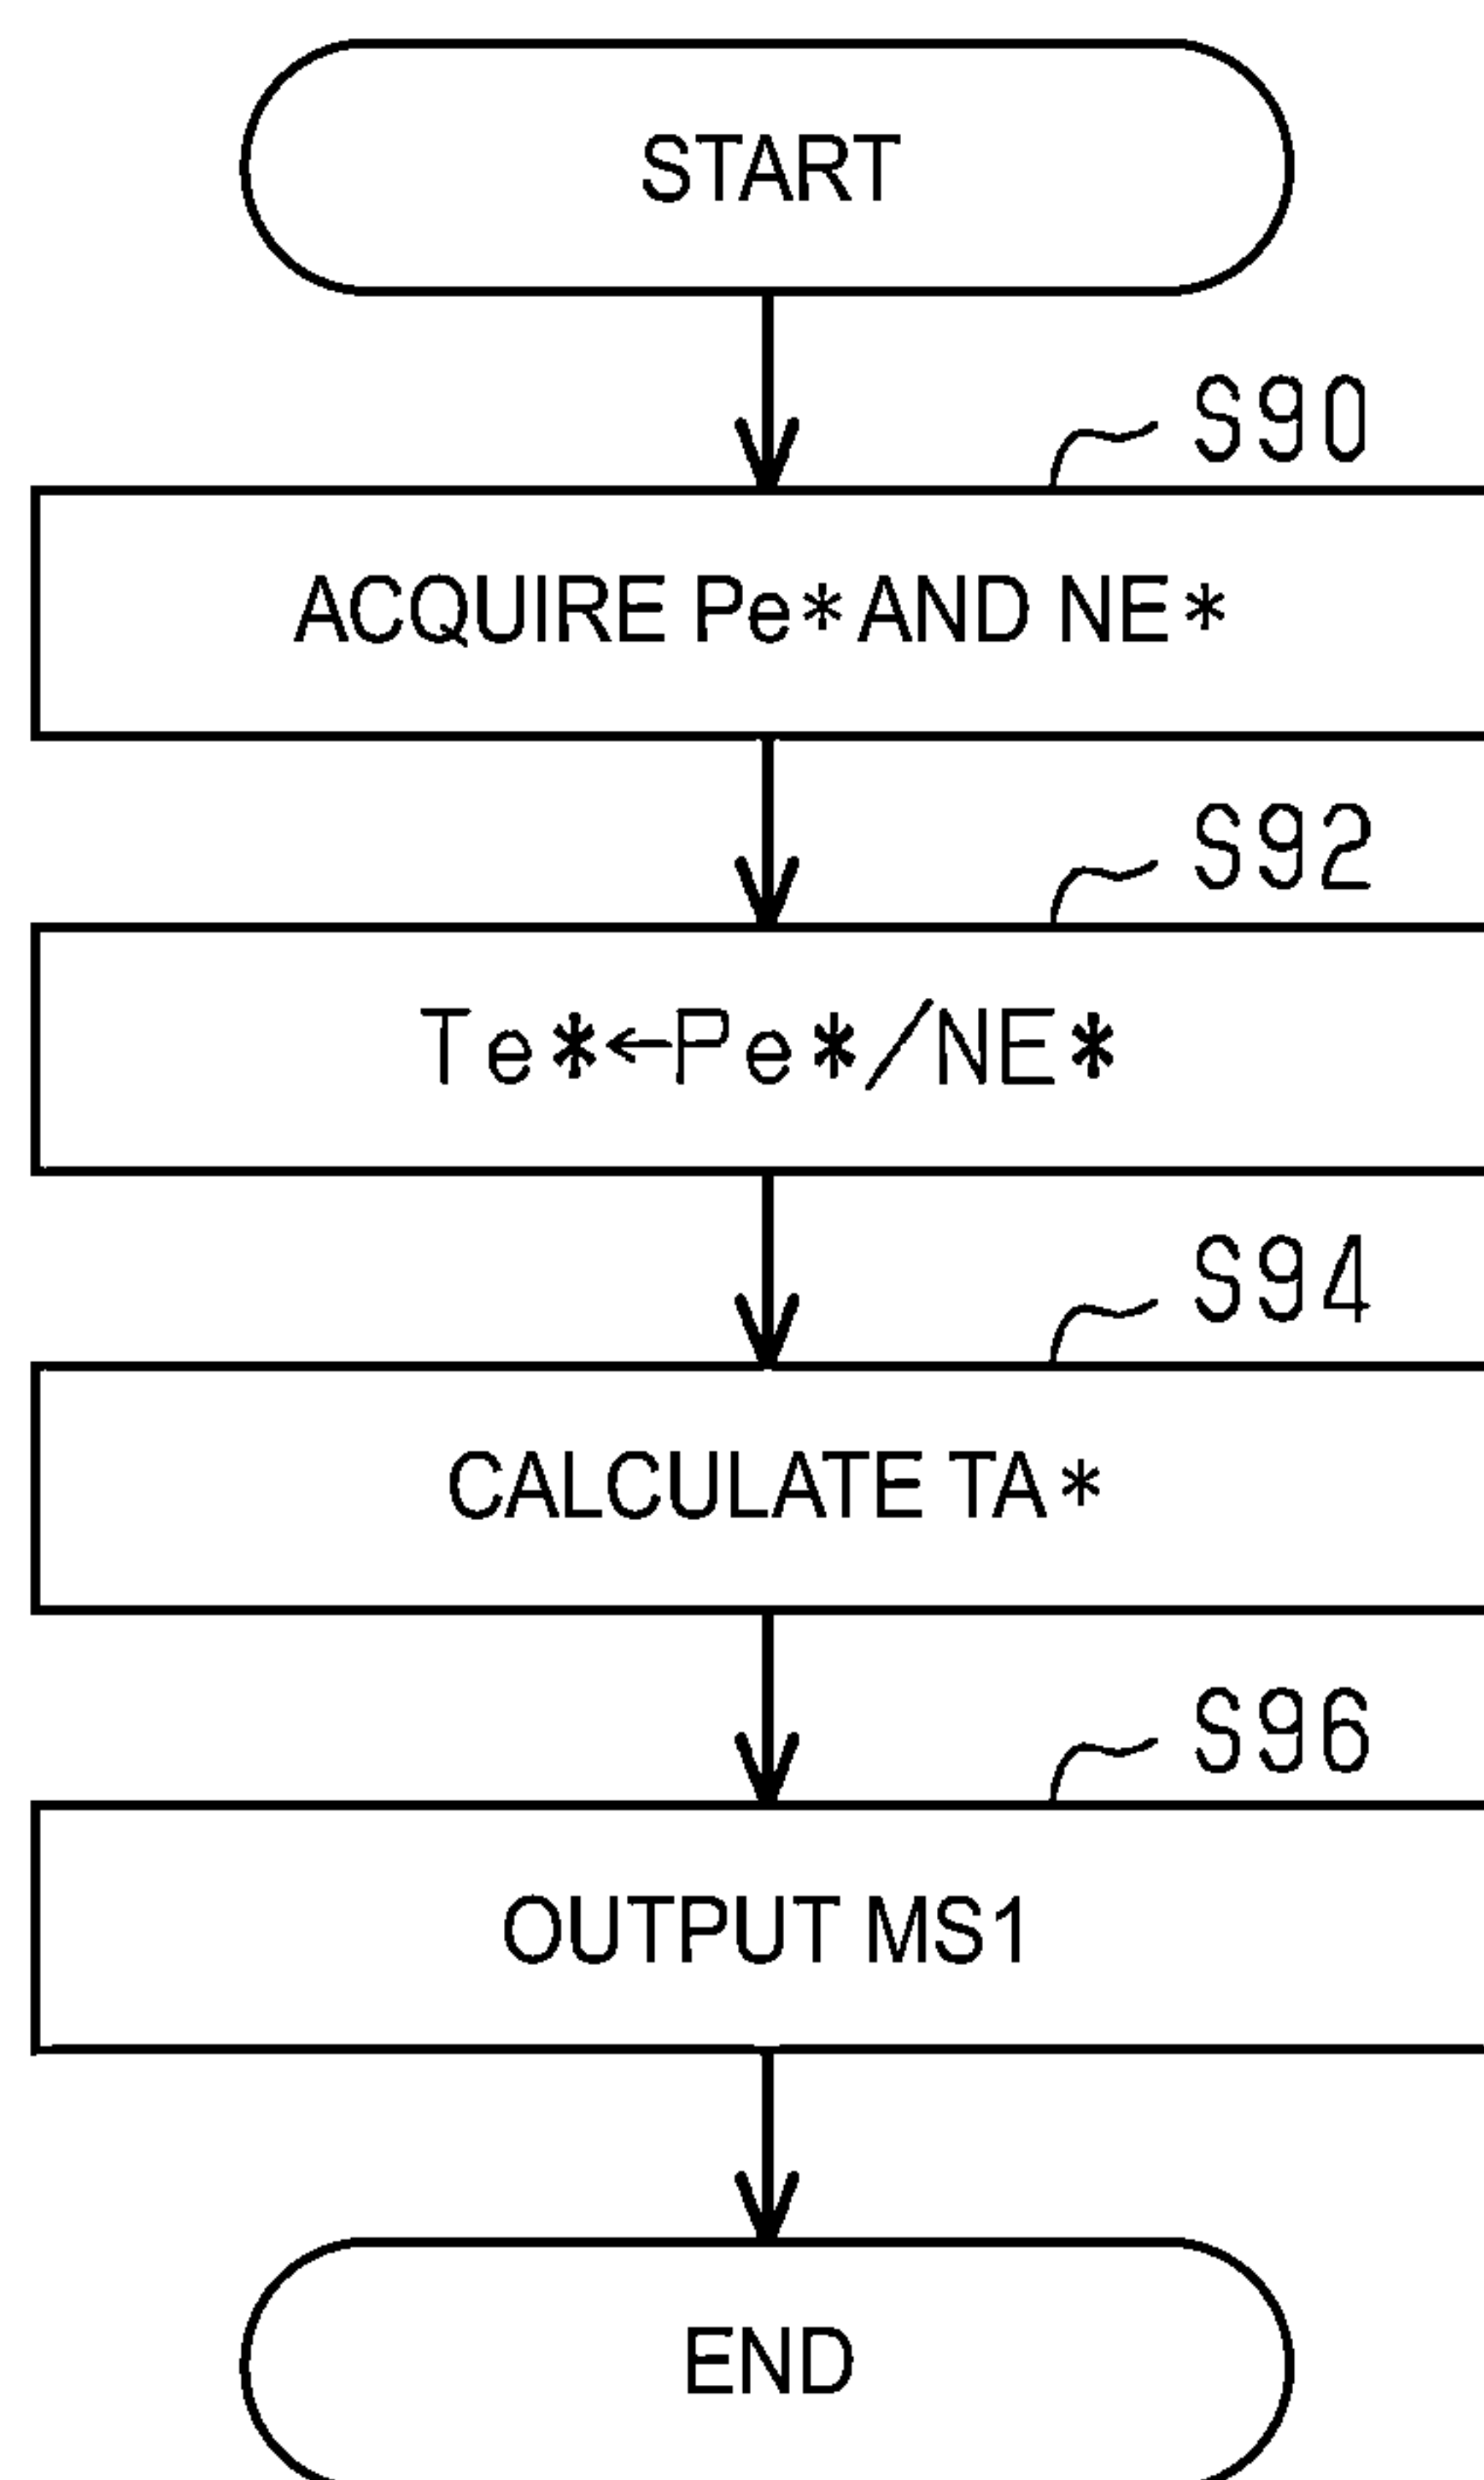 START
S90
ACQUIRE Pe* AND NE*
S92
Te*←Pe*/NE*
S94
CALCULATE TA*
S96
OUTPUT MS1
END